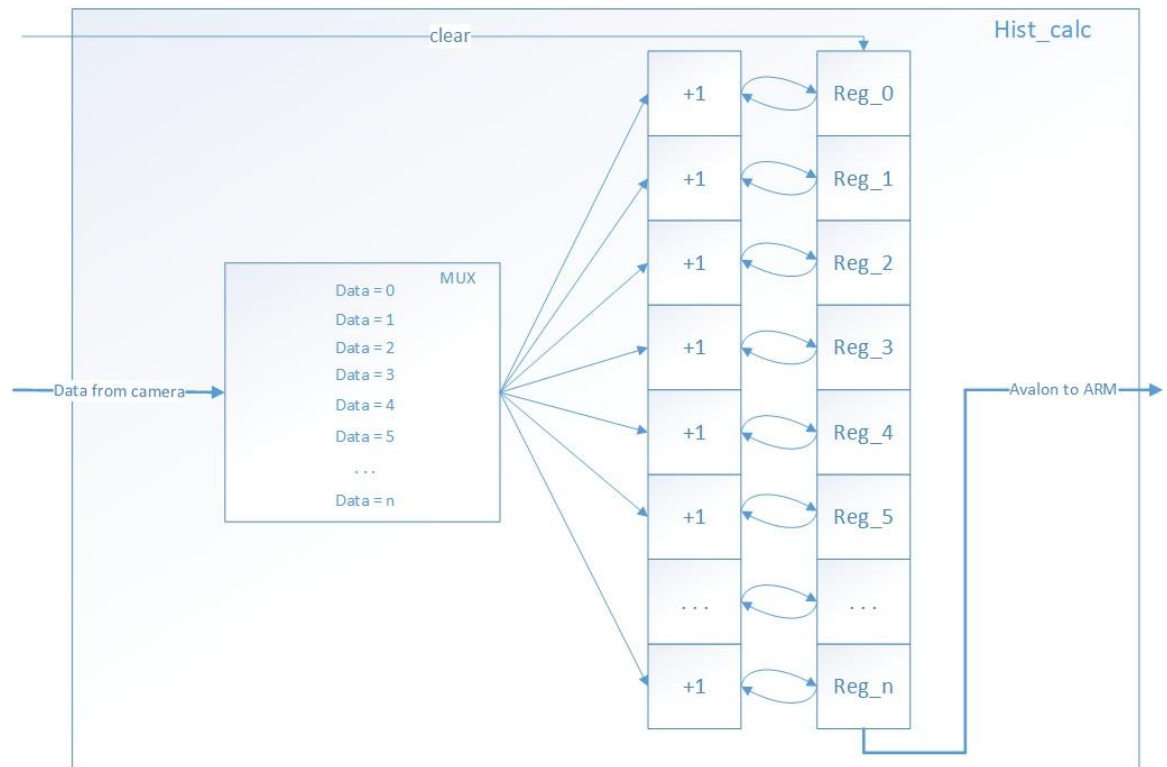 clear
Hist_calc
+1
Reg_0
+1
Reg_1
+1
Reg_2
MUX
Data = 0
Data = 1
Data = 2
Data = 3
Data = 4
Data = 5
. . .
Data = n
+1
Reg_3
Data from camera
Avalon to ARM
+1
Reg_4
+1
Reg_5
. . .
. . .
+1
Reg_n